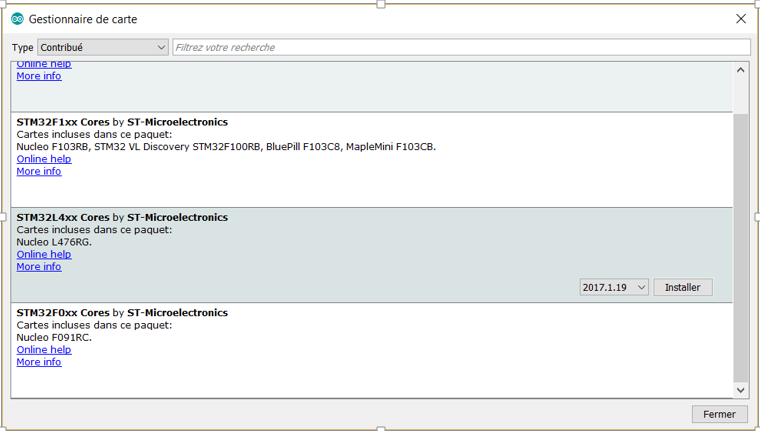 Gestionnaire de carte
Type Contribué Filtrez votre recherche
Online help
More info
STM32F1xx Cores by ST-Microelectronics
Cartes incluses dans ce paquet:
Nucleo F103RB, STM32 VL Discovery STM32F100RB, BluePill F103C8, MapleMini F103CB.
Online help
More info
STM32L4xx Cores by ST-Microelectronics
Cartes incluses dans ce paquet:
Nucleo L476RG.
Online help
More info
2017.1.19 Installer
STM32F0xx Cores by ST-Microelectronics
Cartes incluses dans ce paquet:
Nucleo F091RC.
Online help
More info
Fermer